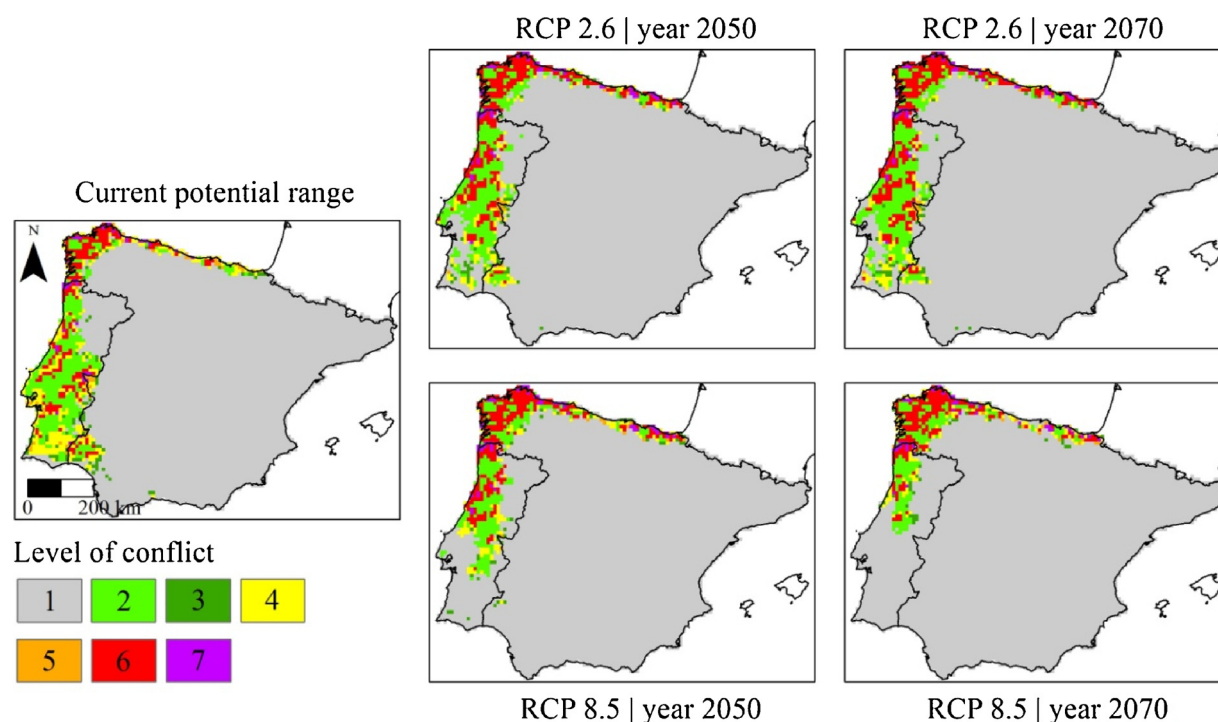 RCP 2.6 | year 2050
RCP 2.6 | year 2070
Current potential range
N
0 200 km
Level of conflict
1 2 3 4
5 6 7
RCP 8.5 | year 2050
RCP 8.5 | year 2070